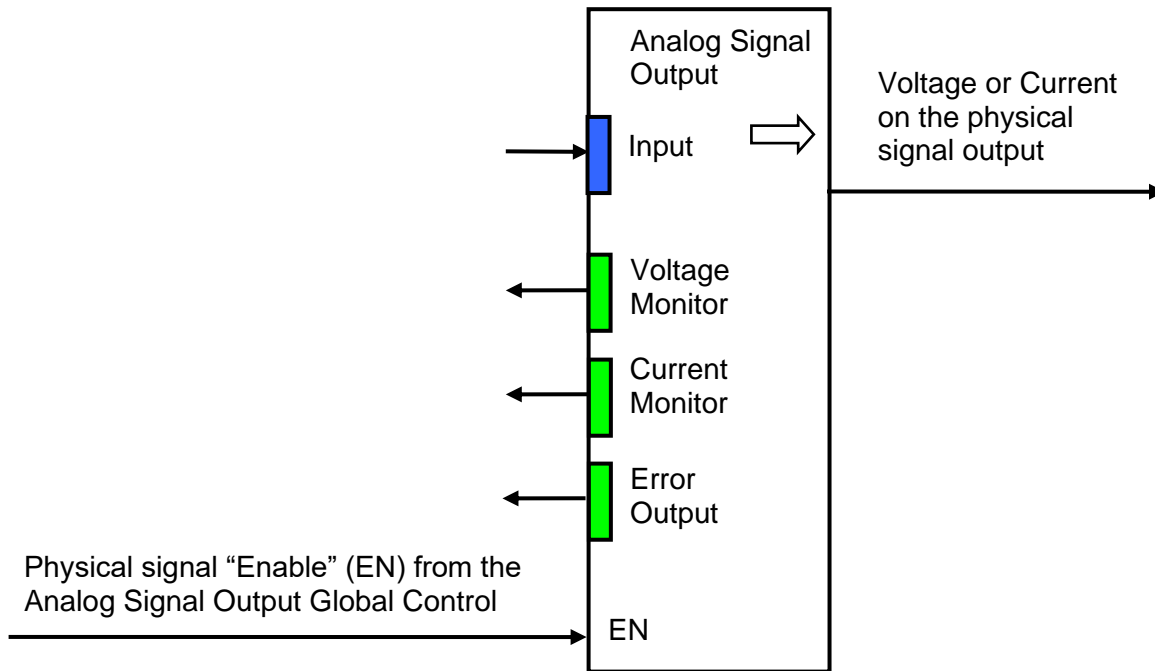 Analog Signal
Output
Voltage or Current
on the physical
signal output
Input
Voltage
Monitor
Current
Monitor
Error
Output
Physical signal “Enable” (EN) from the
Analog Signal Output Global Control
EN